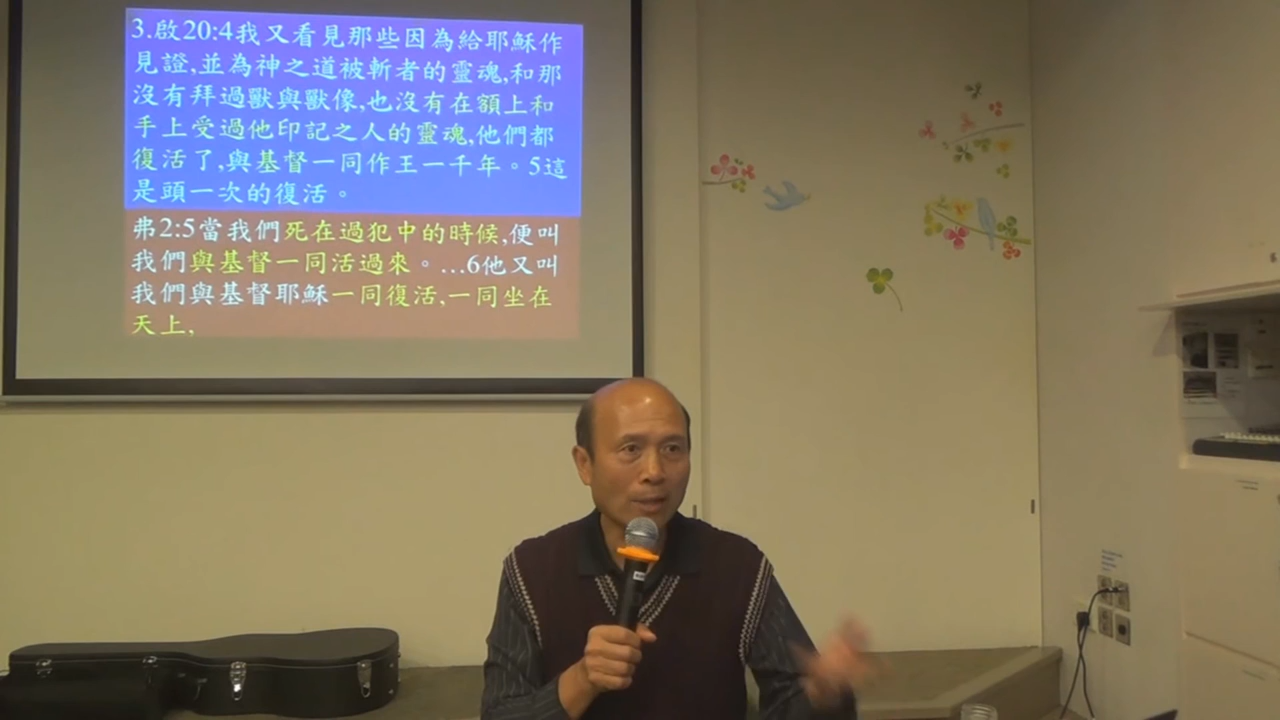 3.啟20:4我又看見那些因為給耶穌作
見證,並為神之道被斬者的靈魂,和那
沒有拜過獸與獸像,也沒有在額上和
手上受過他印記之人的靈魂,他們都
復活了,與基督一同作王一千年。5這
是頭一次的復活。
弗2:5當我們死在過犯中的時候,便叫
我們與基督一同活過來。…6他又叫
我們與基督耶穌一同復活,一同坐在
天上,